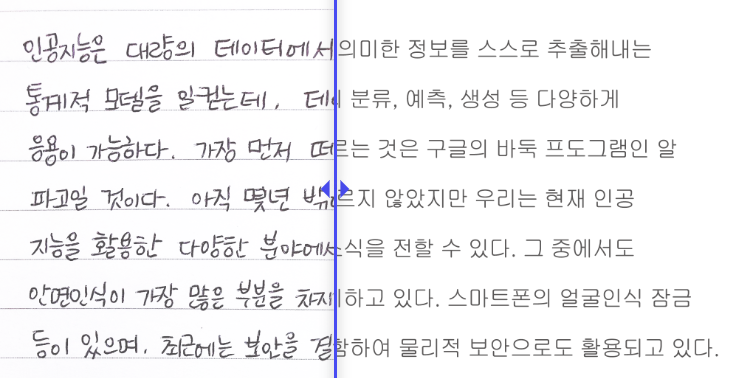 인공지능은 대량의 데이터에서 의미한 정보를 스스로 추출해내는
통계적 모델을 일컫는데, 데이 분류, 예측, 생성 등 다양하게
응용이 가능하다. 가장 먼저 떠르는 것은 구글의 바둑 프로그램인 알
파고일 것이다. 아직 몇년 밖르지 않았지만 우리는 현재 인공
지능을 활용한 다양한 분야에소식을 전할 수 있다. 그 중에서도
안면인식이 가장 많은 부분을 차지하고 있다. 스마트폰의 얼굴인식 잠금
등이 있으며, 최근에는 보안을 결합하여 물리적 보안으로도 활용되고 있다.